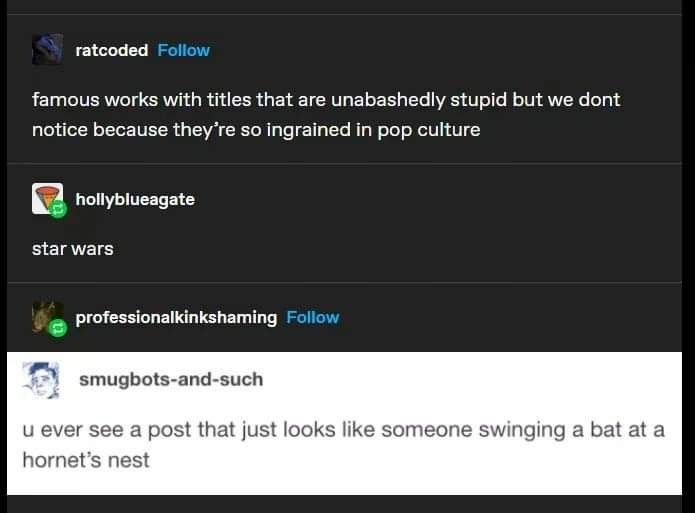 ratcoded Follow
famous works with titles that are unabashedly stupid but we dont
notice because they're so ingrained in pop culture
hollyblueagate
star wars
professionalkinkshaming Follow
smugbots-and-such
u ever see a post that just looks like someone swinging a bat at a
hornet's nest